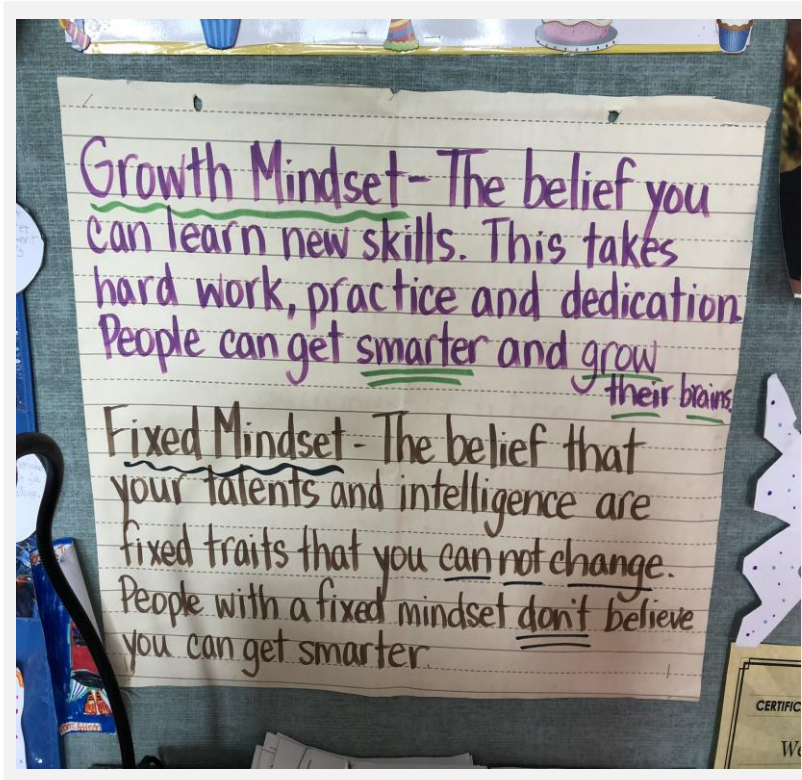 Growth Mindset - The belief you
can learn new skills. This takes
hard work, practice and dedication.
People can get smarter and grow
their brains.
Fixed Mindset - The belief that
your talents and intelligence are
fixed traits that you can not change.
People with a fixed mindset don't believe
you can get smarter.
CERTIFIC